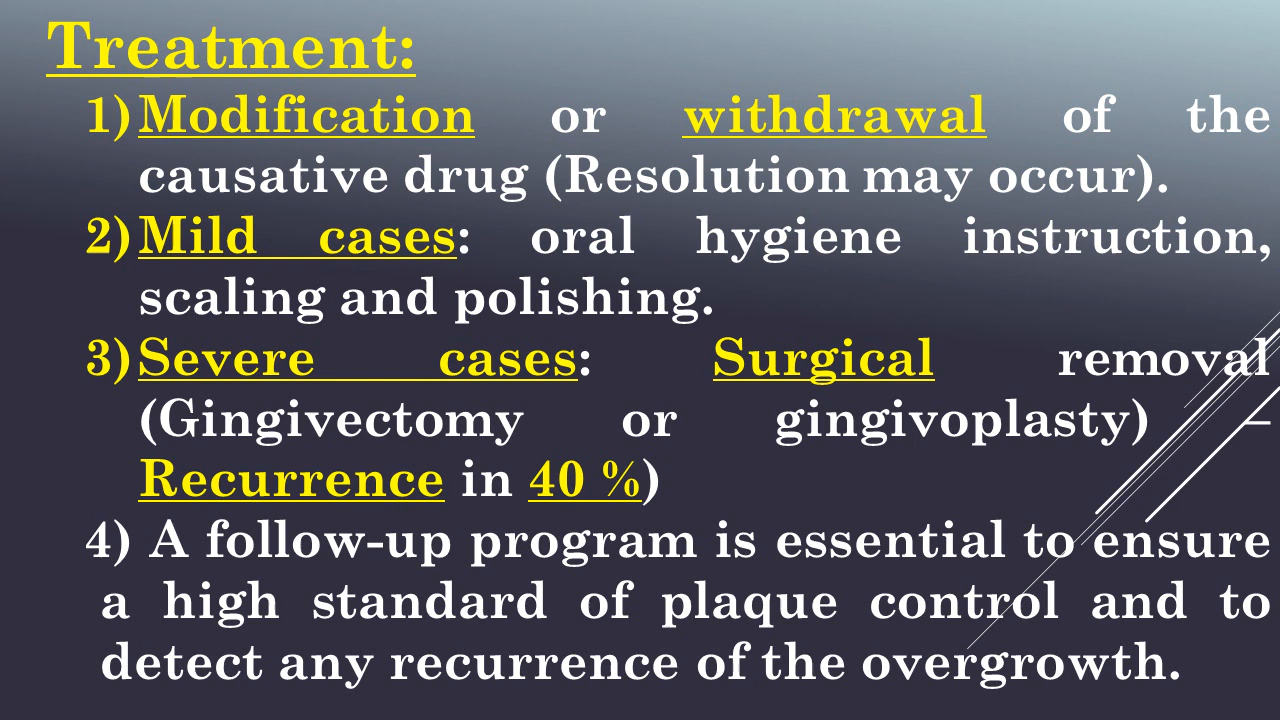 Treatment:
1) Modification or withdrawal of the
causative drug (Resolution may occur).
2) Mild cases: oral hygiene instruction,
scaling and polishing.
3) Severe cases: Surgical removal
(Gingivectomy or gingivoplasty) –
Recurrence in 40 %)
4) A follow-up program is essential to ensure
a high standard of plaque control and to
detect any recurrence of the overgrowth.